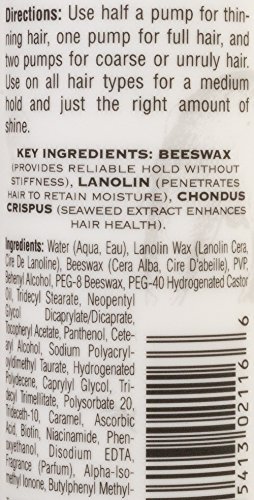 Directions: Use half a pump for thin-
ning hair, one pump for full hair, and
two pumps for coarse or unruly hair.
Use on all hair types for a medium
hold and just the right amount of
shine.
KEY INGREDIENTS: BEESWAX
(PROVIDES RELIABLE HOLD WITHOUT
STIFFNESS), LANOLIN (PENETRATES
HAIR TO RETAIN MOISTURE), CHONDUS
CRISPUS (SEAWEED EXTRACT ENHANCES
HAIR HEALTH).
Ingredients: Water (Aqua, Eau), Lanolin Wax (Lanolin Cera,
Cire De Lanoline), Beeswax (Cera Alba, Cire D'abeille), PVP,
Behenyl Alcohol, PEG-8 Beeswax, PEG-40 Hydrogenated Castor
Oil, Tridecyl Stearate, Neopentyl
Glycol Dicaprylate/Dicaprate,
Tocopheryl Acetate, Panthenol, Cete-
aryl Alcohol, Sodium Polyacryl-
oyldimethyl Taurate, Hydrogenated
Polydecene, Caprylyl Glycol, Tri-
decyl Trimellitate, Polysorbate 20,
Trideceth-10, Caramel, Ascorbic
Acid, Biotin, Niacinamide, Phen-
oxyethanol, Disodium EDTA,
Fragrance (Parfum), Alpha-Iso-
methyl Ionone, Butylphenyl Methyl-
5413 02116 6